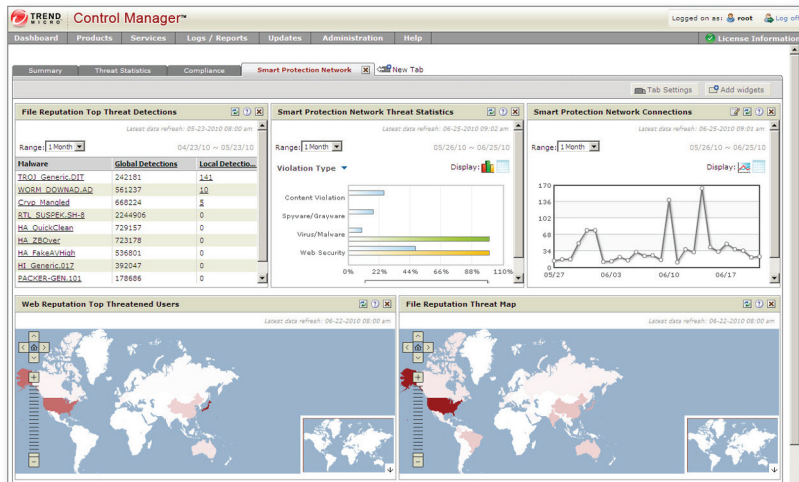 TREND MICRO Control Manager™
Logged on as: root Log off
Dashboard Products Services Logs / Reports Updates Administration Help License Information
Summary Threat Statistics Compliance Smart Protection Network New Tab
Tab Settings Add widgets
File Reputation Top Threat Detections
Latest data refresh: 05-23-2010 08:00 am
Range: 1 Month 04/23/10 ~ 05/23/10
Malware Global Detections Local Detectio...
TROJ_Generic.DIT 242181 141
WORM_DOWNAD.AD 561237 10
Cryp_Mangled 668224 5
RTL_SUSPEK.SH-8 2244906 0
HA_QuickClean 729157 0
HA_ZBOver 723178 0
HA_FakeAVHigh 536801 0
HI_Generic.017 392047 0
PACKER-GEN.101 178686 0
Smart Protection Network Threat Statistics
Latest data refresh: 06-25-2010 09:02 am
Range: 1 Month 05/26/10 ~ 06/25/10
Violation Type Display:
Content Violation
Spyware/Grayware
Virus/Malware
Web Security
0% 22% 44% 66% 88% 110%
Smart Protection Network Connections
Latest data refresh: 06-25-2010 09:01 am
Range: 1 Month 05/26/10 ~ 06/25/10
Display:
170
136
102
68
34
0
05/27 06/03 06/10 06/17
Web Reputation Top Threatened Users
Latest data refresh: 06-22-2010 08:00 am
File Reputation Threat Map
Latest data refresh: 06-22-2010 08:00 am